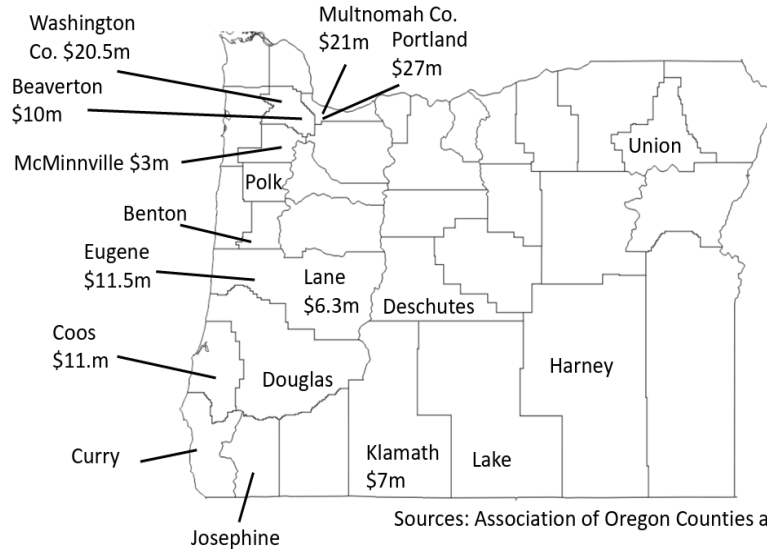 Washington
Co. $20.5m
Multnomah Co.
$21m
Portland
$27m
Beaverton
$10m
McMinnville $3m
Union
Polk
Benton
Eugene
$11.5m
Lane
$6.3m
Deschutes
Coos
$11.m
Douglas
Harney
Curry
Klamath
$7m
Lake
Josephine
Sources: Association of Oregon Counties a